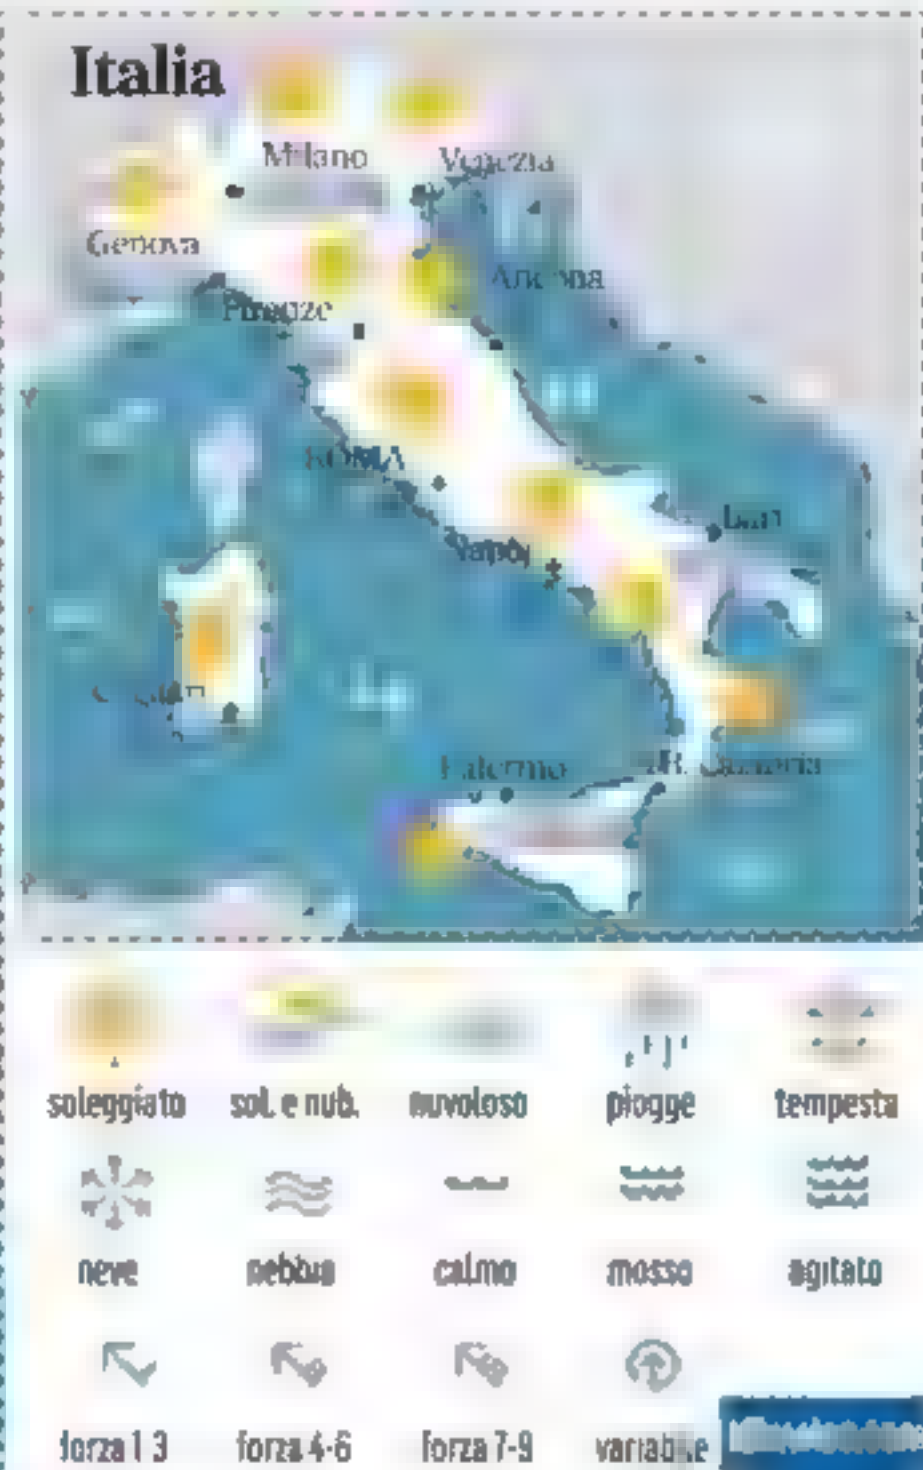 Italia
Milano
Venezia
Genova
Ancona
Firenze
ROMA
Bari
Napoli
Palermo
soleggiato sol. e nub. nuvoloso piogge tempesta
neve nebbia calmo mosso agitato
forza 1 3 forza 4-6 forza 7-9 variabile